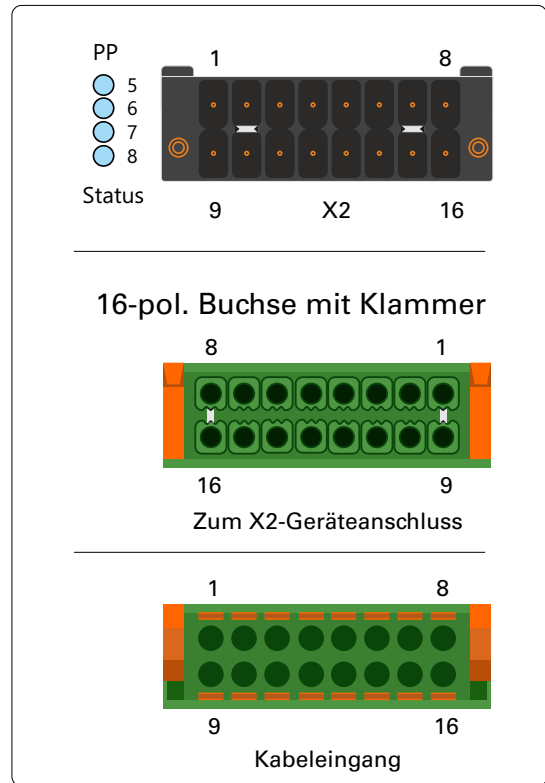 PP
1 8
5
6
7
8
Status
9 X2 16
16-pol. Buchse mit Klammer
8 1
16 9
Zum X2-Geräteanschluss
1 8
9 16
Kabeleingang